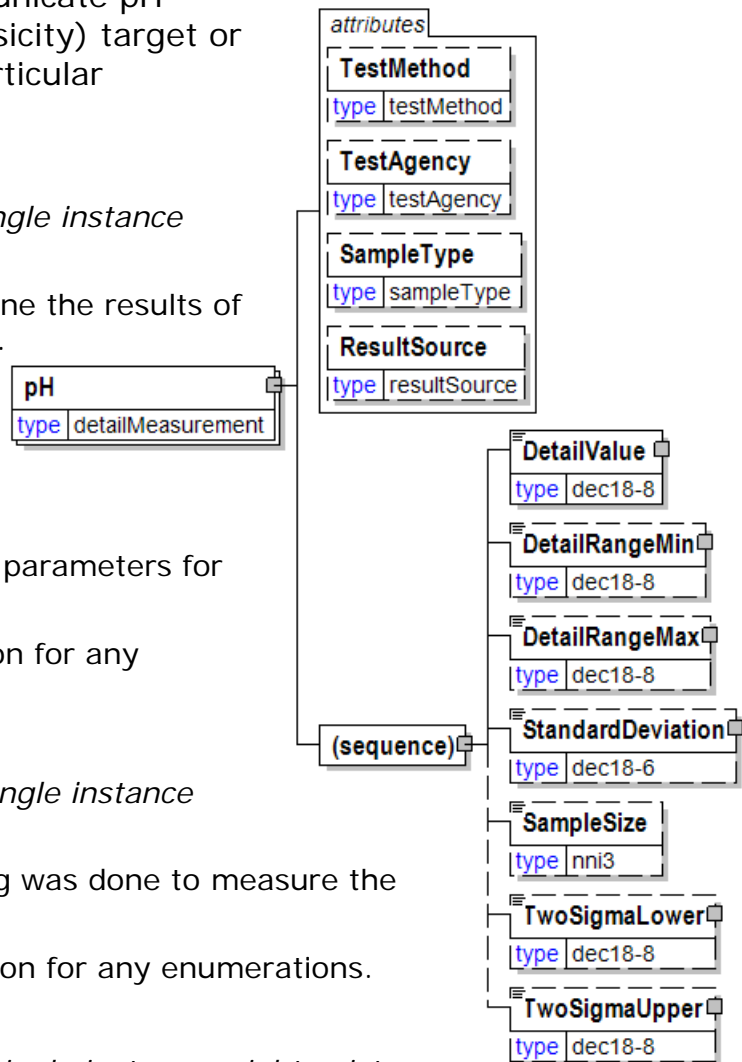 sicity) target or
rticular
ngle instance
ne the results of
parameters for
on for any
ngle instance
g was done to measure the
on for any enumerations.
pH
type detailMeasurement
attributes
TestMethod
type testMethod
TestAgency
type testAgency
SampleType
type sampleType
ResultSource
type resultSource
(sequence)
DetailValue
type dec18-8
DetailRangeMin
type dec18-8
DetailRangeMax
type dec18-8
StandardDeviation
type dec18-6
SampleSize
type nni3
TwoSigmaLower
type dec18-8
TwoSigmaUpper
type dec18-8